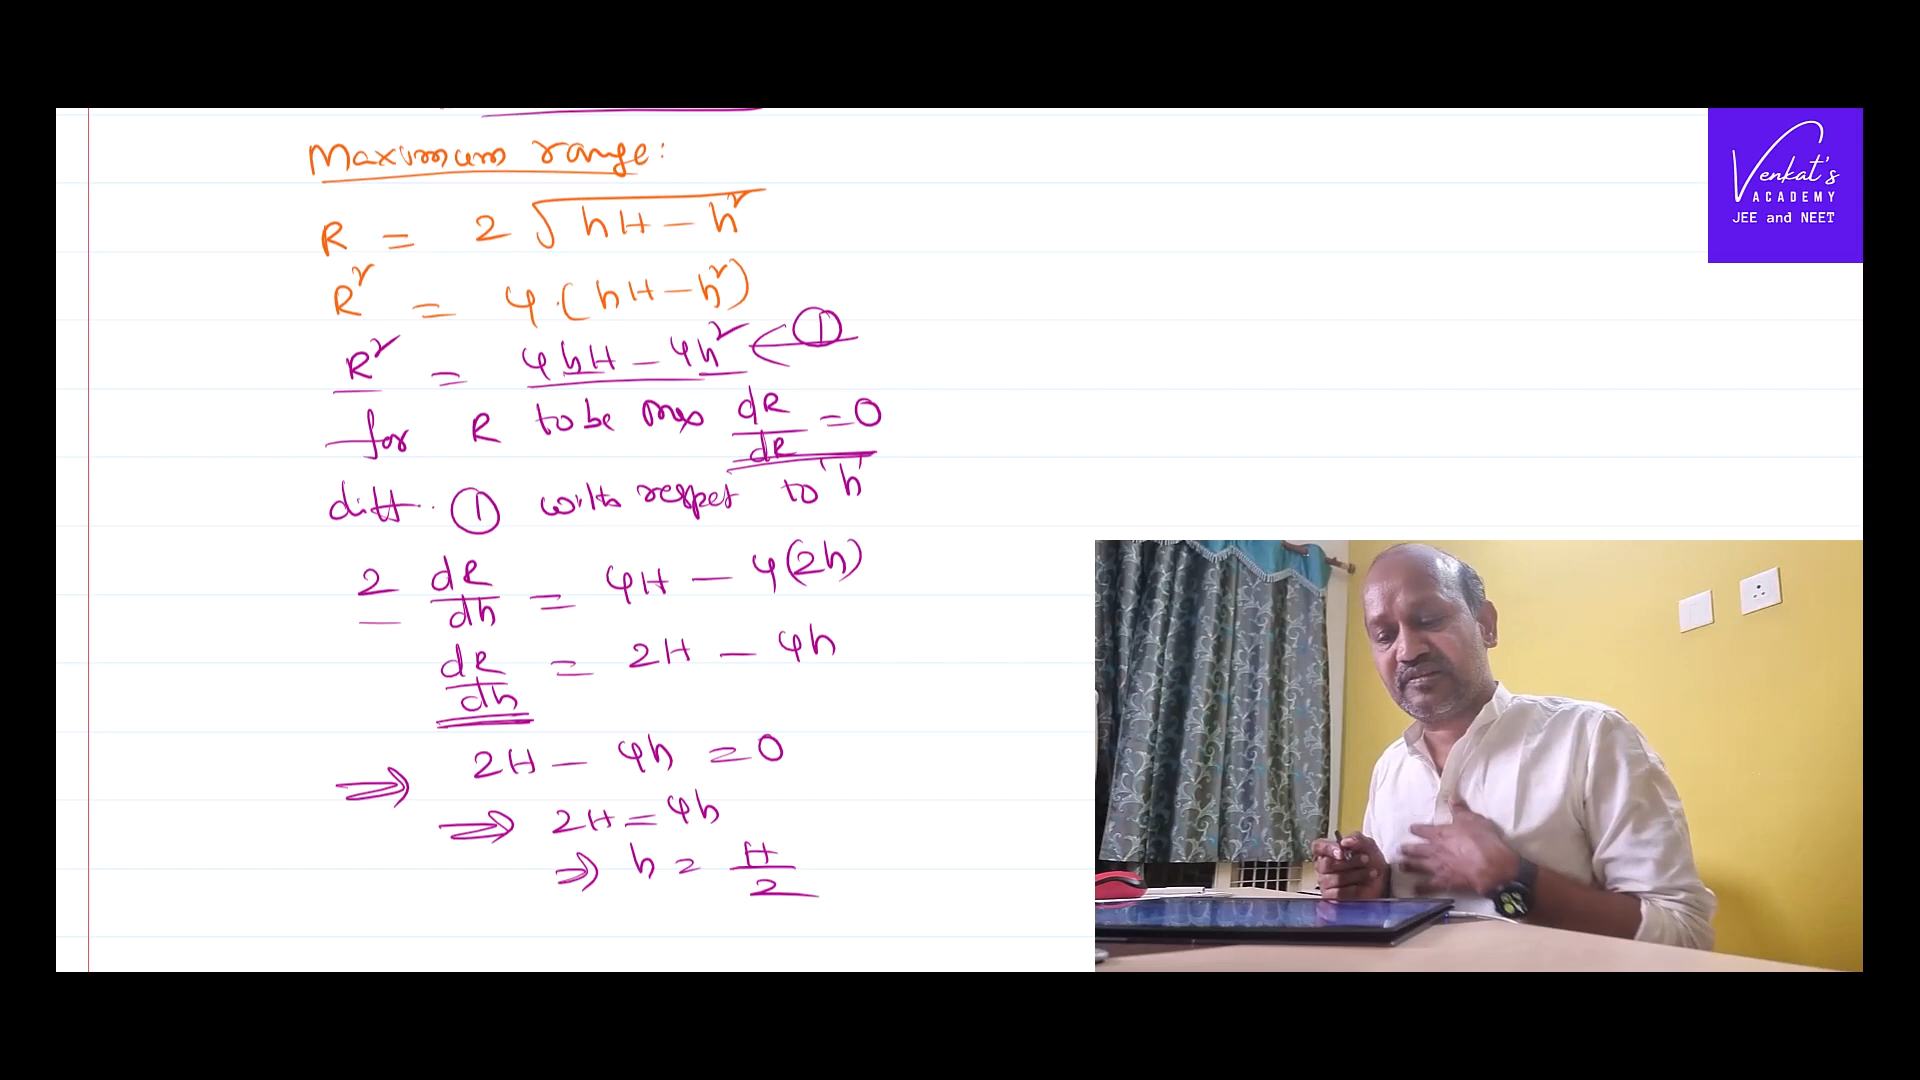 Maximum range:
R = 2 √(hH - h²)
R² = 4.(hH - h²)
R² = 4hH - 4h² ← ①
for R to be max dR/dR = 0
diff. ① with respet to 'h'
2 dR/dh = 4H - 4(2h)
dR/dh = 2H - 4h
⇒ 2H - 4h = 0
⇒ 2H = 4h
⇒ h = H/2
Venkat's
ACADEMY
JEE and NEET